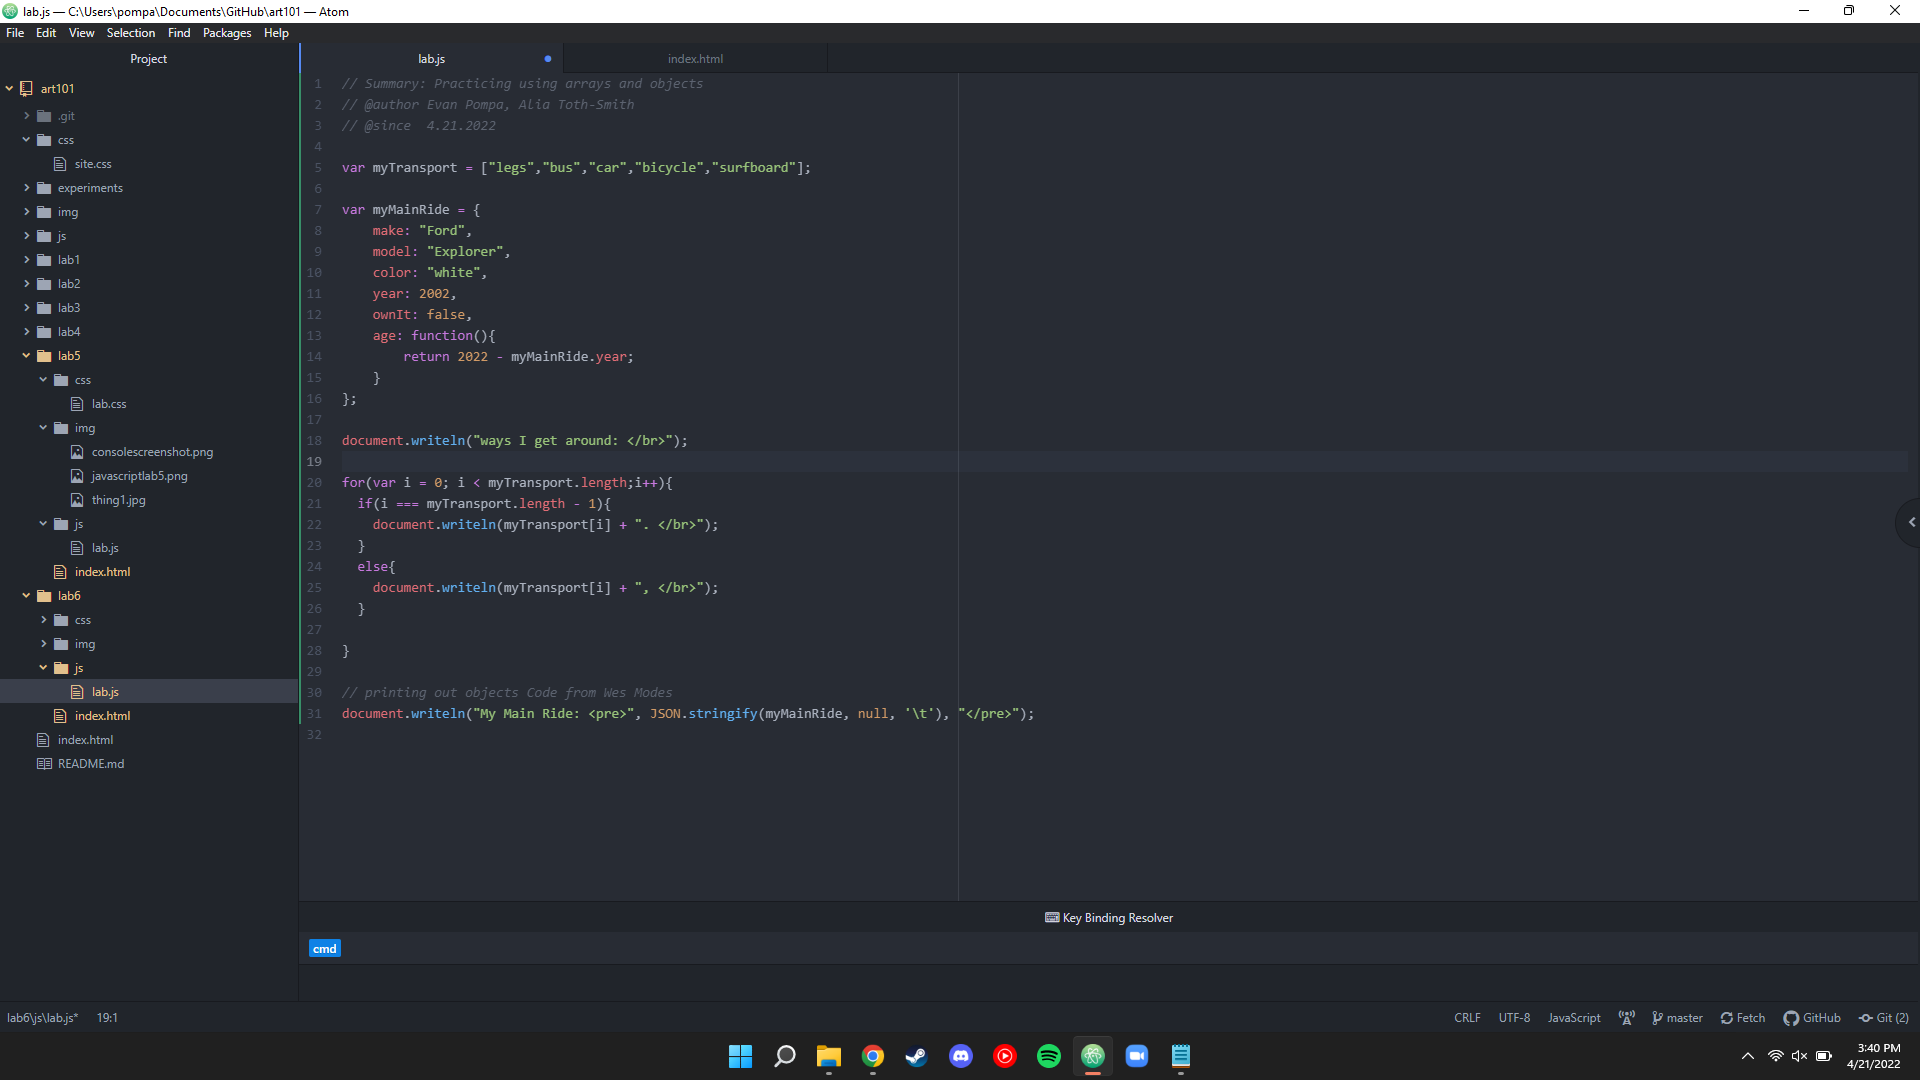 lab.js — C:\Users\pompa\Documents\GitHub\art101 — Atom
File Edit View Selection Find Packages Help
Project
art101
.git
css
site.css
experiments
img
js
lab1
lab2
lab3
lab4
lab5
css
lab.css
img
consolescreenshot.png
javascriptlab5.png
thing1.jpg
js
lab.js
index.html
lab6
css
img
js
lab.js
index.html
index.html
README.md
lab.js index.html
1 // Summary: Practicing using arrays and objects
2 // @author Evan Pompa, Alia Toth-Smith
3 // @since  4.21.2022
4
5 var myTransport = ["legs","bus","car","bicycle","surfboard"];
6
7 var myMainRide = {
8     make: "Ford",
9     model: "Explorer",
10     color: "white",
11     year: 2002,
12     ownIt: false,
13     age: function(){
14         return 2022 - myMainRide.year;
15     }
16 };
17
18 document.writeln("ways I get around: </br>");
19
20 for(var i = 0; i < myTransport.length;i++){
21   if(i === myTransport.length - 1){
22     document.writeln(myTransport[i] + ". </br>");
23   }
24   else{
25     document.writeln(myTransport[i] + ", </br>");
26   }
27
28 }
29
30 // printing out objects Code from Wes Modes
31 document.writeln("My Main Ride: <pre>", JSON.stringify(myMainRide, null, '\t'), "</pre>");
32
Key Binding Resolver
cmd
lab6\js\lab.js* 19:1 CRLF UTF-8 JavaScript master Fetch GitHub Git (2)
3:40 PM
4/21/2022